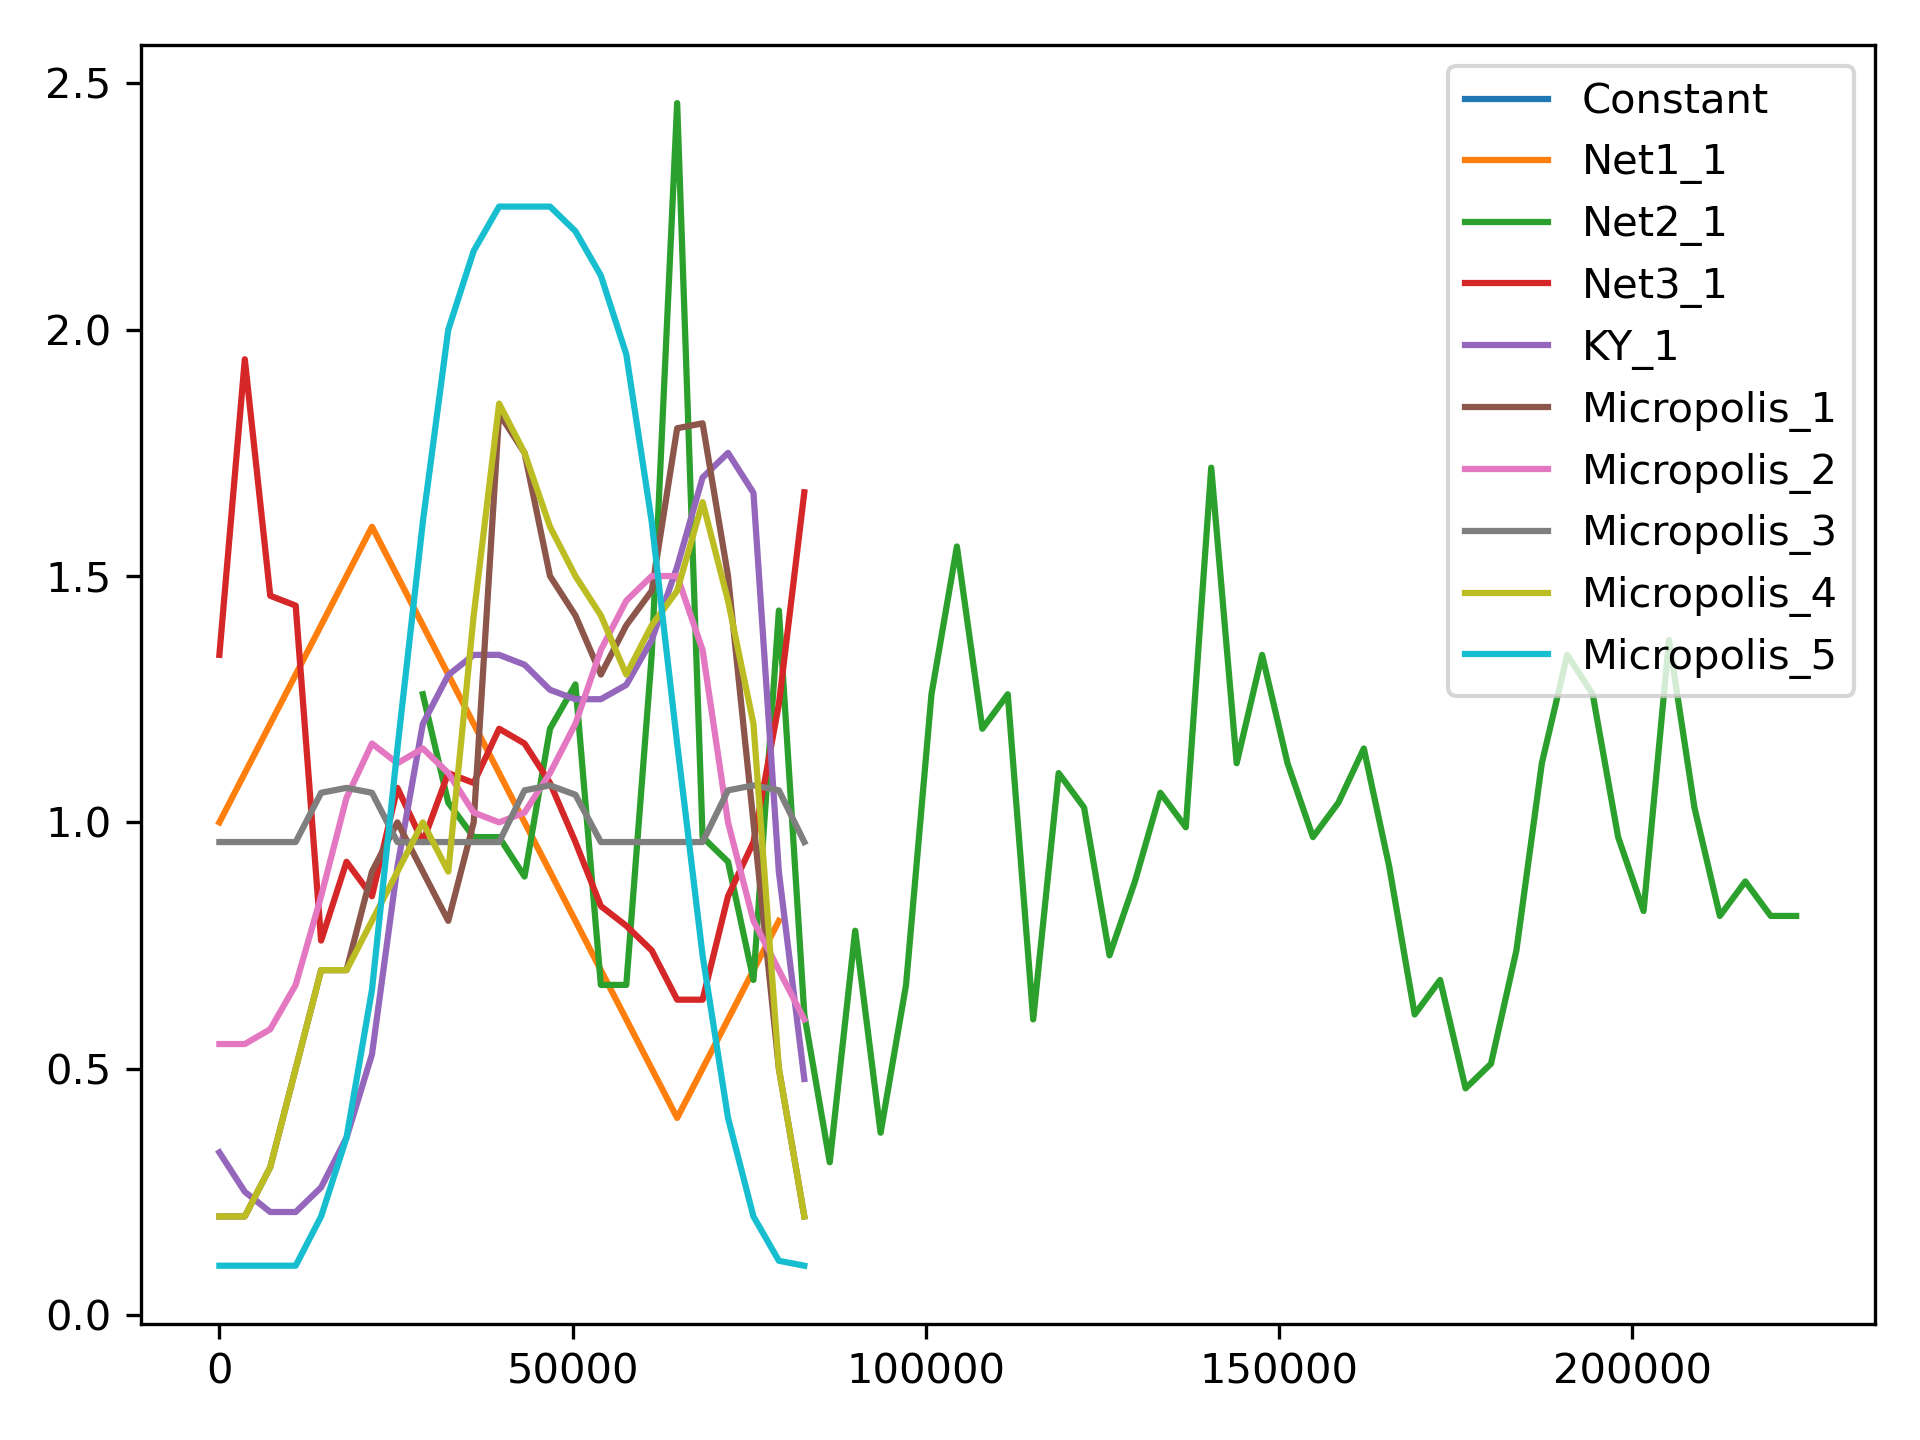 2.5
2.0
1.5
1.0
0.5
0.0
0
50000
100000
150000
200000
Constant
Net1_1
Net2_1
Net3_1
KY_1
Micropolis_1
Micropolis_2
Micropolis_3
Micropolis_4
Micropolis_5